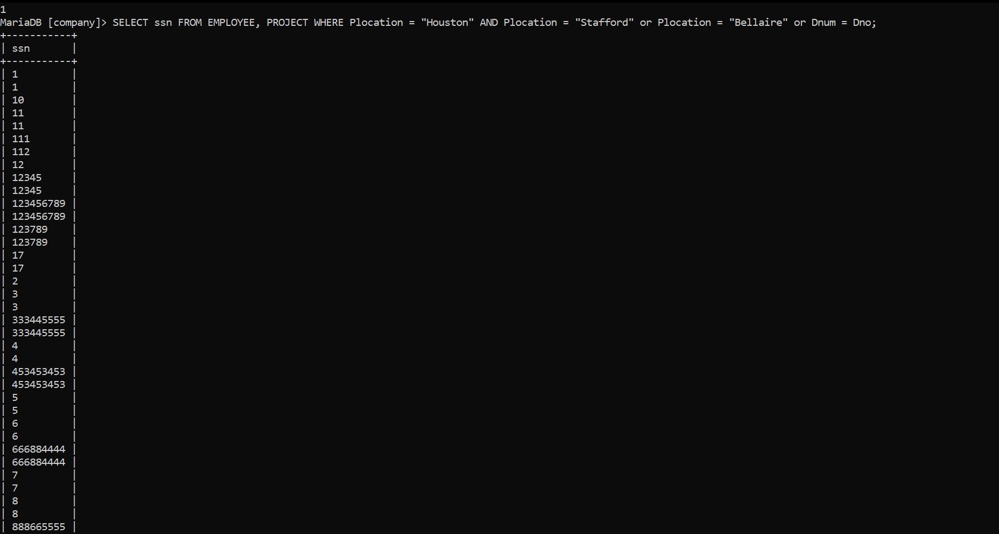 1
MariaDB [company]> SELECT ssn FROM EMPLOYEE, PROJECT WHERE Plocation = "Houston" AND Plocation = "Stafford" or Plocation = "Bellaire" or Dnum = Dno;
+-----------+
| ssn       |
+-----------+
| 1         |
| 1         |
| 10        |
| 11        |
| 11        |
| 111       |
| 112       |
| 12        |
| 12345     |
| 12345     |
| 123456789 |
| 123456789 |
| 123789    |
| 123789    |
| 17        |
| 17        |
| 2         |
| 3         |
| 3         |
| 333445555 |
| 333445555 |
| 4         |
| 4         |
| 453453453 |
| 453453453 |
| 5         |
| 5         |
| 6         |
| 6         |
| 666884444 |
| 666884444 |
| 7         |
| 7         |
| 8         |
| 8         |
| 888665555 |